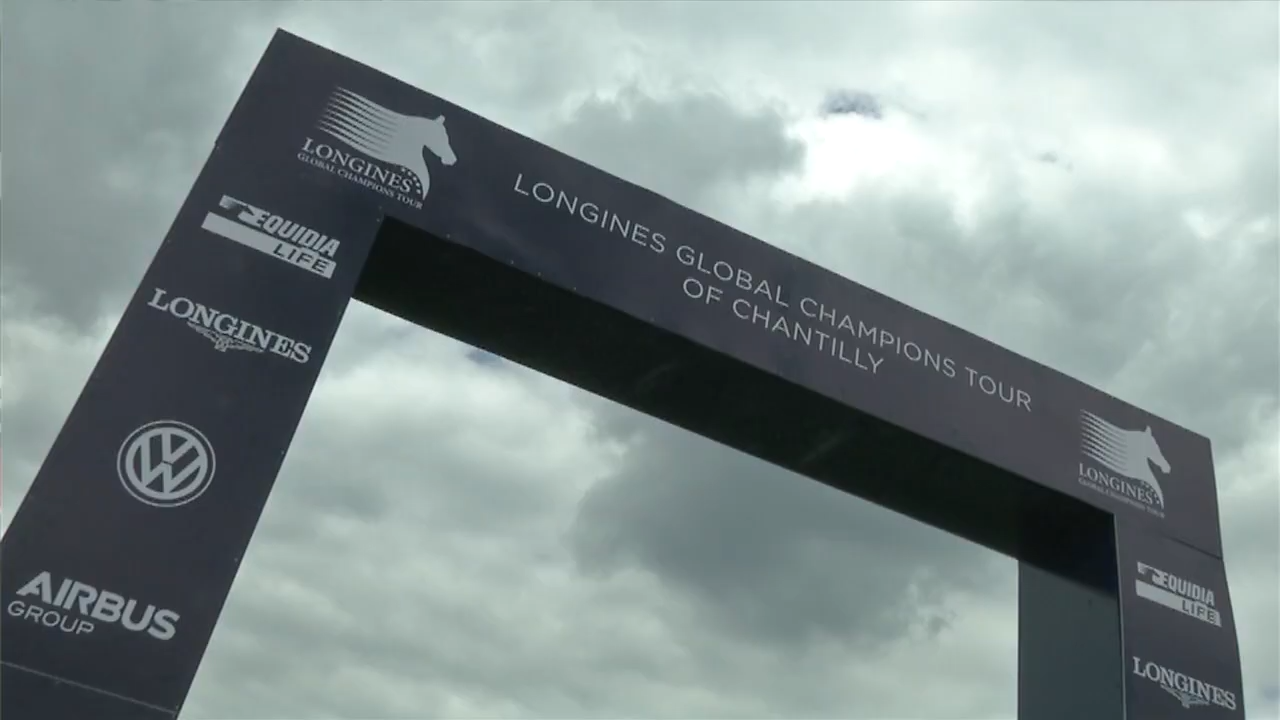 LONGINES
GLOBAL CHAMPIONS TOUR
LONGINES GLOBAL CHAMPIONS TOUR
OF CHANTILLY
EQUIDIA
LIFE
LONGINES
AIRBUS
GROUP
LONGINES
GLOBAL CHAMPIONS TOUR
EQUIDIA
LIFE
LONGINES